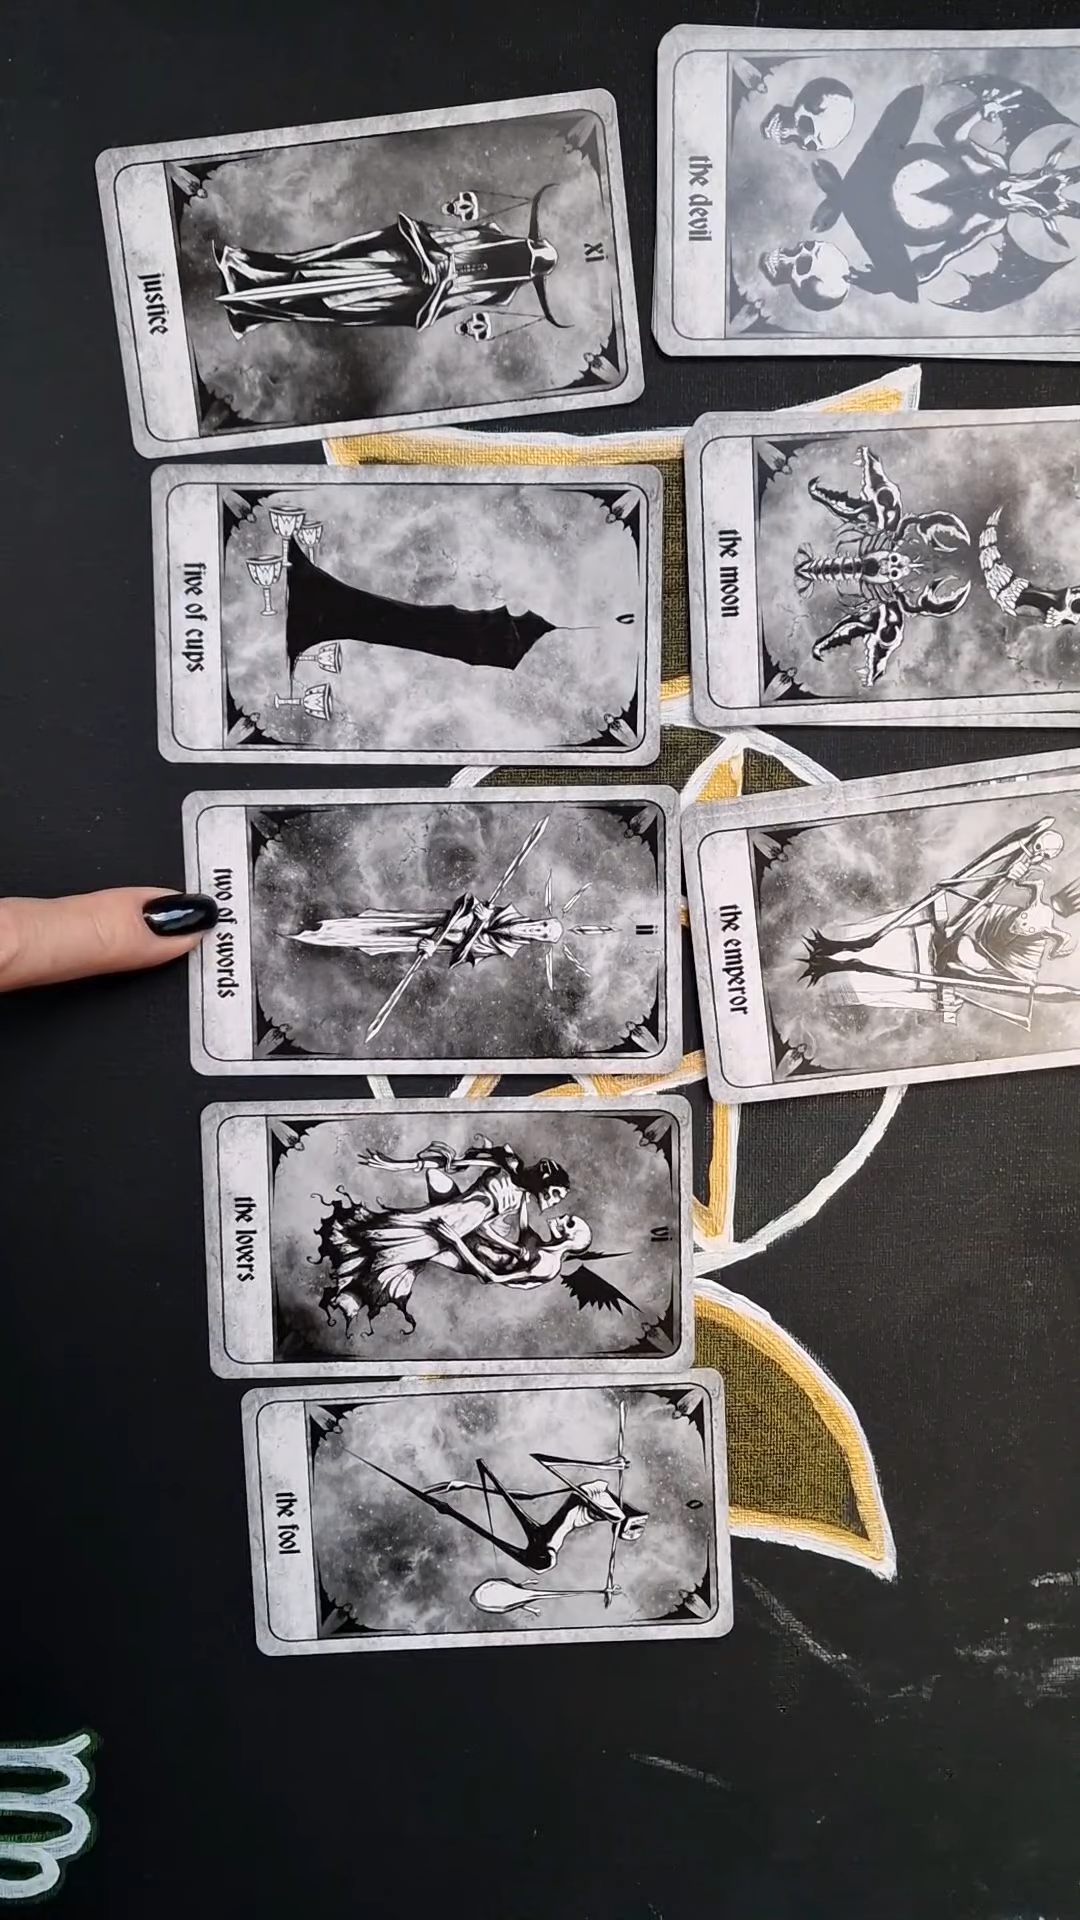 the devil
xi
justice
the moon
v
five of cups
the emperor
ii
two of swords
vi
the lovers
0
the fool